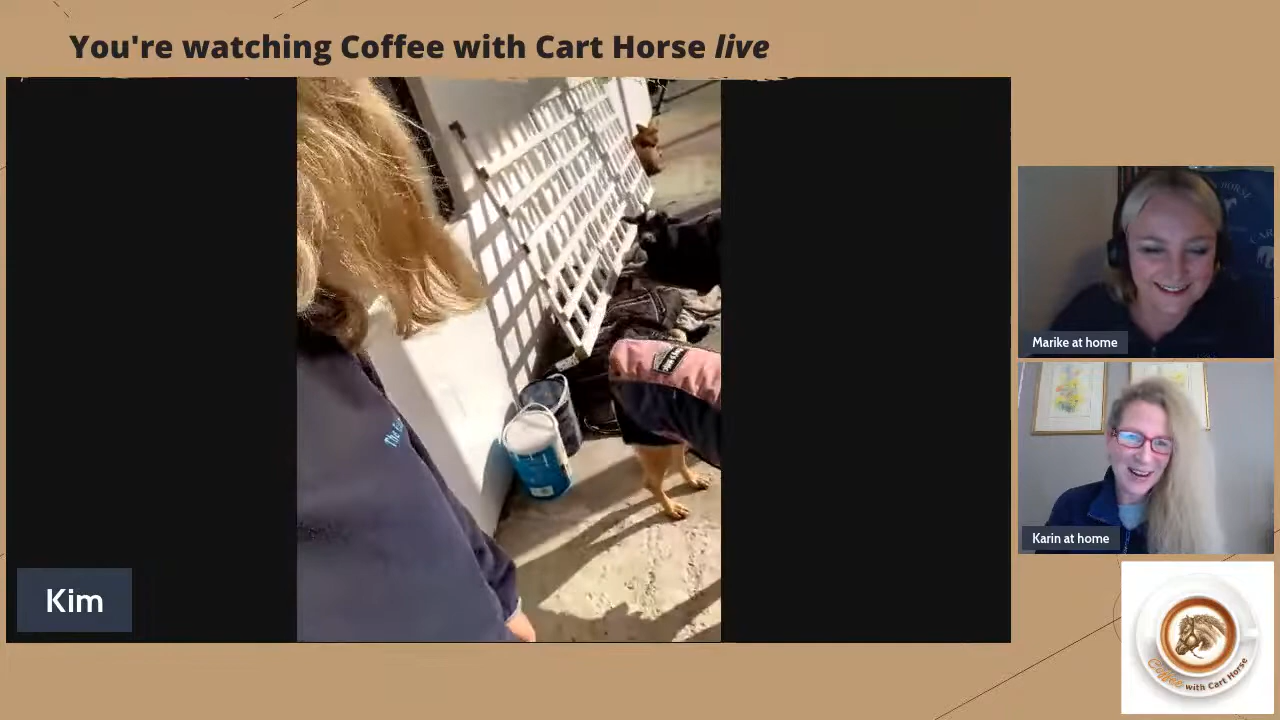 You're watching Coffee with Cart Horse live
Marike at home
Karin at home
Kim
The
Coffee with Cart Horse